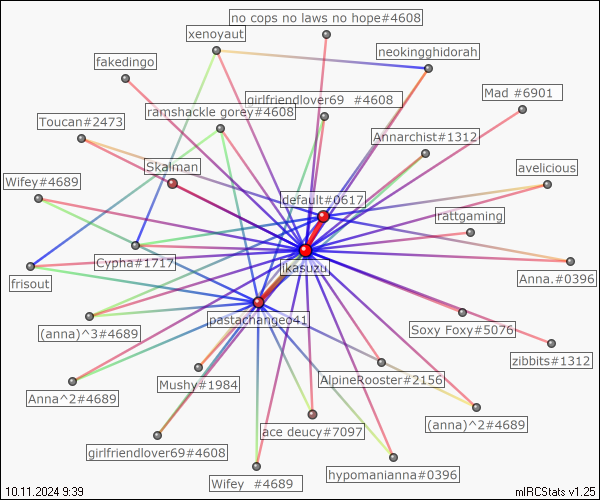 no cops no laws no hope#4608
xenoyaut
neokingghidorah
fakedingo
Mad #6901
girlfriendlover69 #4608
ramshackle gorey#4608
Toucan#2473
Annarchist#1312
Skalman
avelicious
Wifey#4689
default#0617
rattgaming
Cypha#1717
ikasuzu
Anna.#0396
frisout
pastachange041
(anna)^3#4689
Soxy Foxy#5076
zibbits#1312
Mushy#1984
AlpineRooster#2156
Anna^2#4689
(anna)^2#4689
ace deucy#7097
girlfriendlover69#4608
hypomanianna#0396
Wifey #4689
10.11.2024 9:39
mIRCStats v1.25